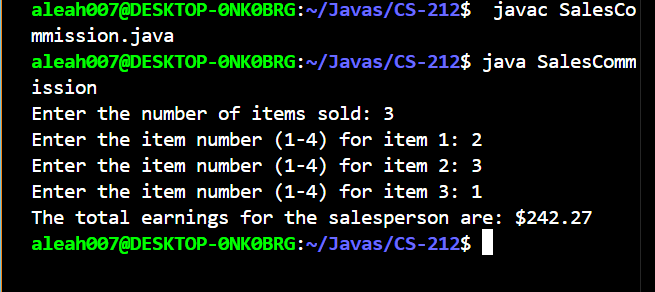 aleah007@DESKTOP-0NK0BRG:~/Javas/CS-212$  javac SalesCo
mmission.java
aleah007@DESKTOP-0NK0BRG:~/Javas/CS-212$ java SalesComm
ission
Enter the number of items sold: 3
Enter the item number (1-4) for item 1: 2
Enter the item number (1-4) for item 2: 3
Enter the item number (1-4) for item 3: 1
The total earnings for the salesperson are: $242.27
aleah007@DESKTOP-0NK0BRG:~/Javas/CS-212$